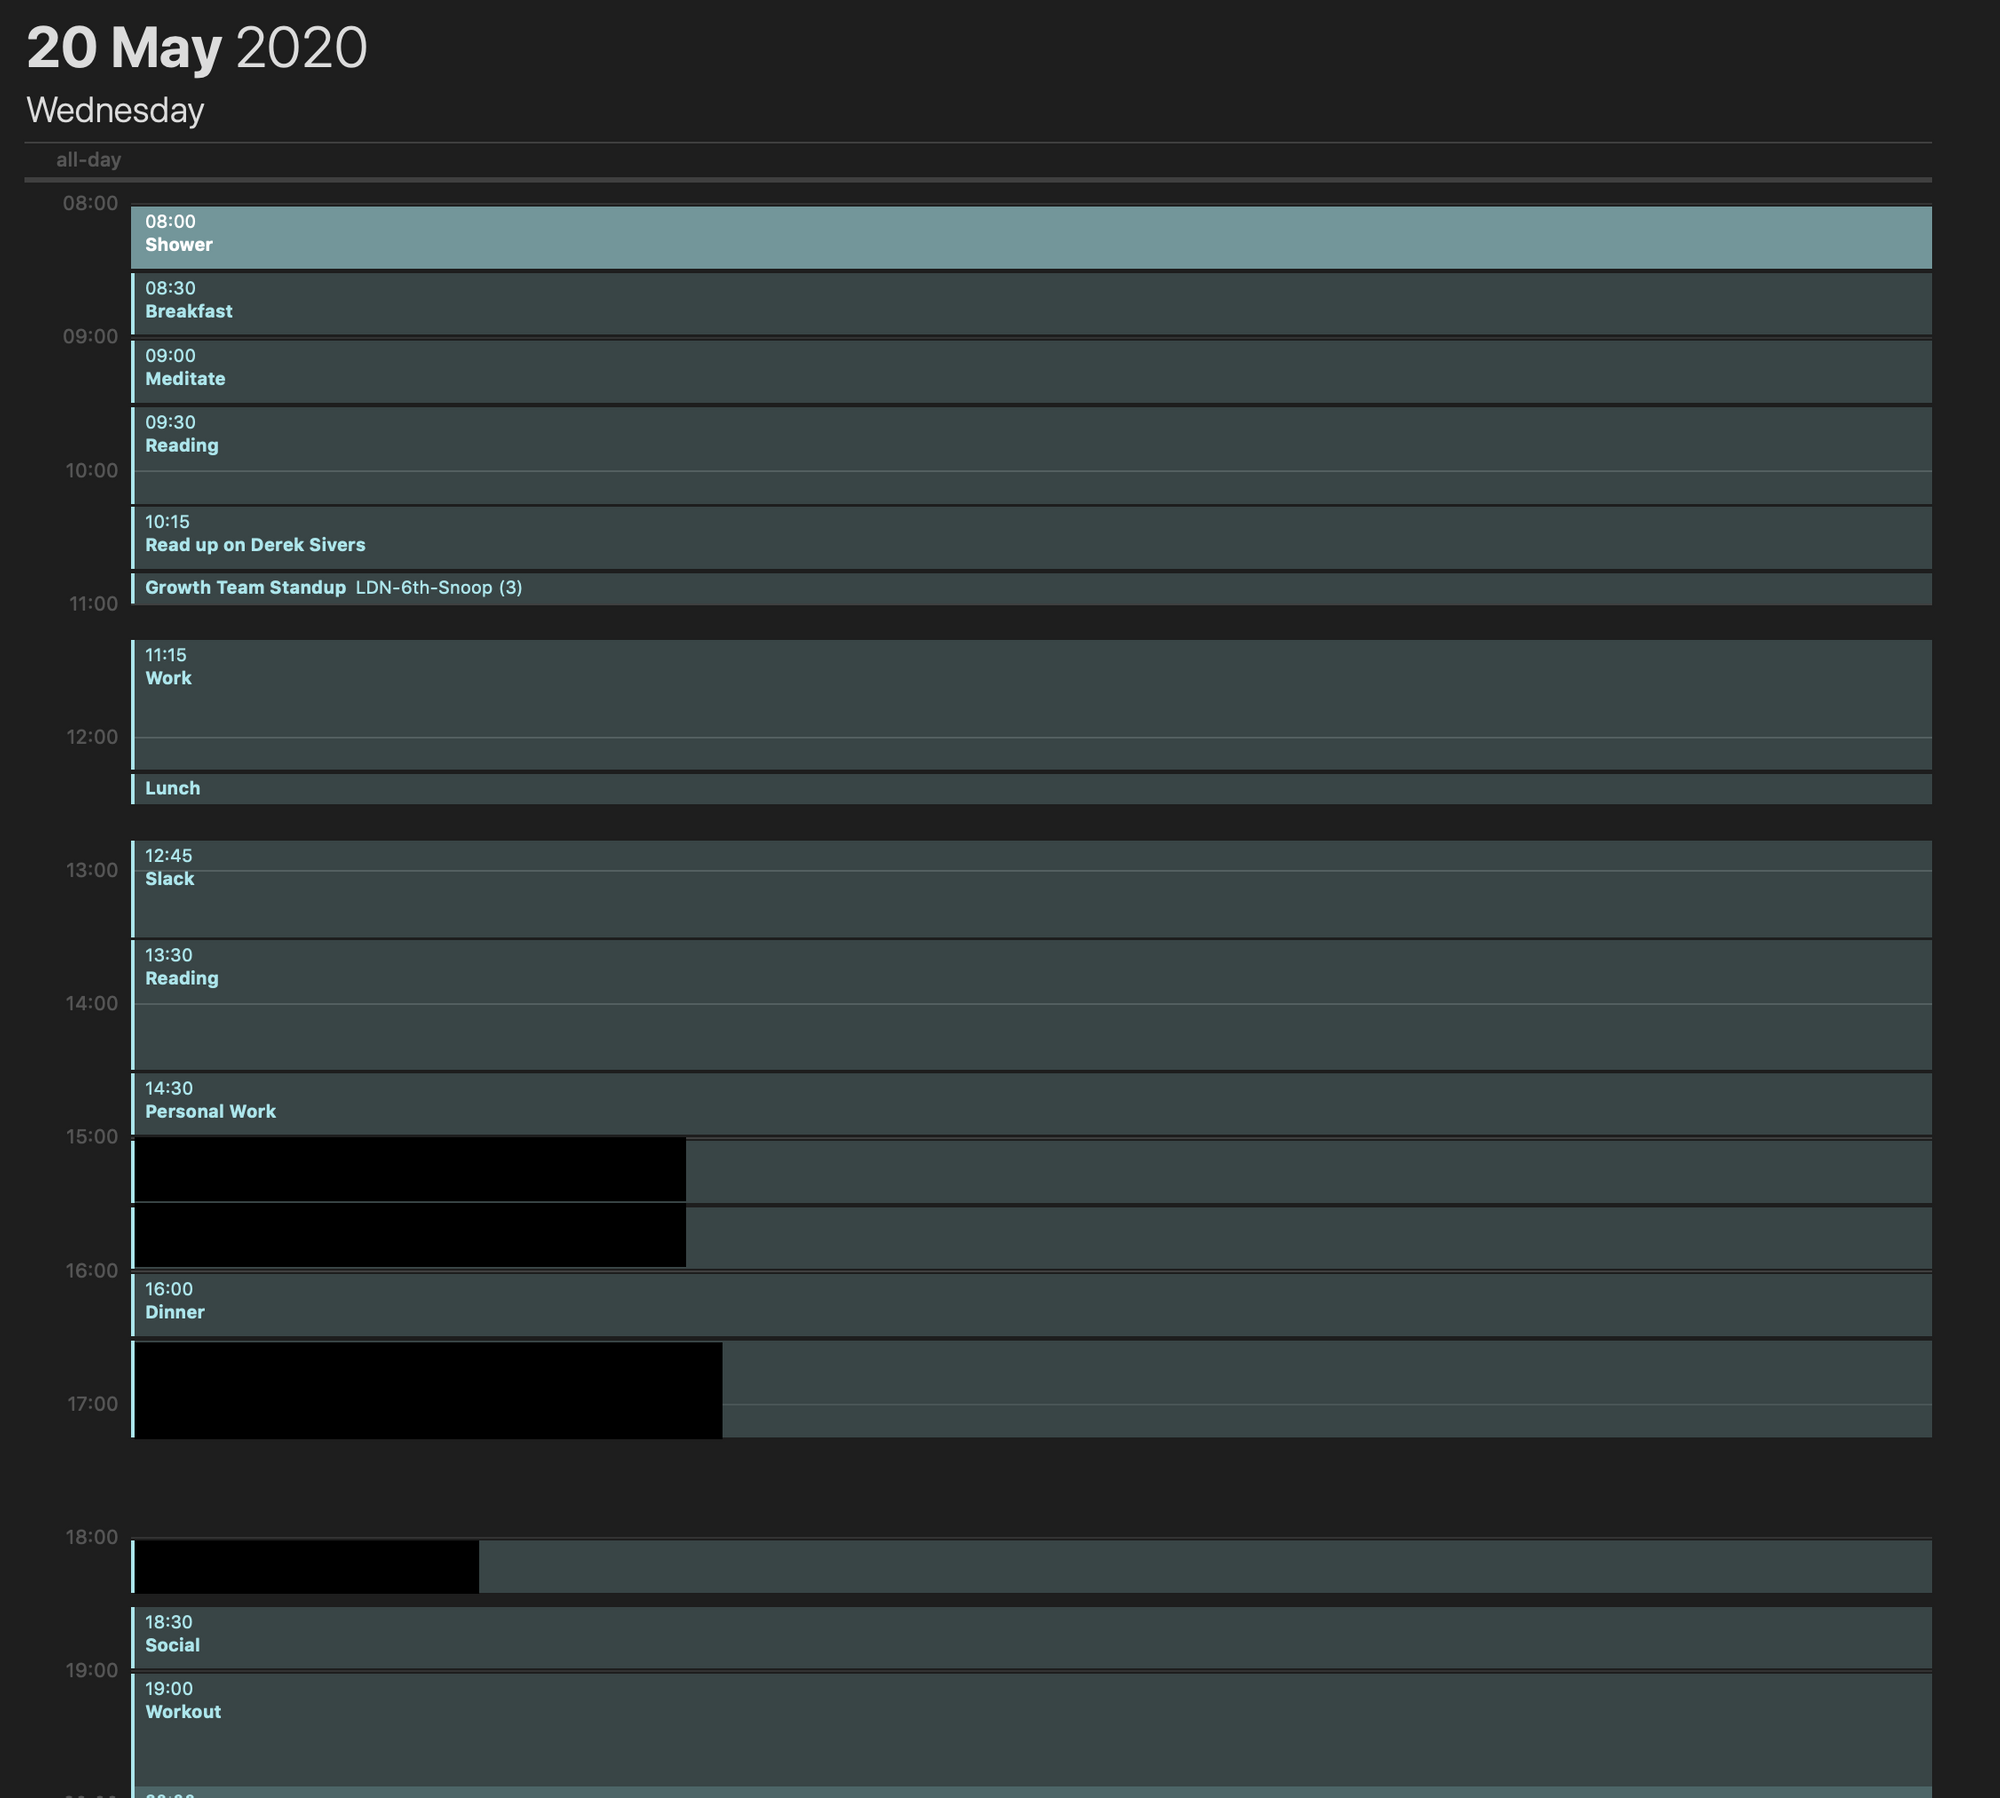 20 May 2020
Wednesday
all-day
08:00
08:00
Shower
08:30
Breakfast
09:00
09:00
Meditate
09:30
Reading
10:00
10:15
Read up on Derek Sivers
Growth Team Standup LDN-6th-Snoop (3)
11:00
11:15
Work
12:00
Lunch
12:45
13:00
Slack
13:30
Reading
14:00
14:30
Personal Work
15:00
16:00
16:00
Dinner
17:00
18:00
18:30
Social
19:00
19:00
Workout